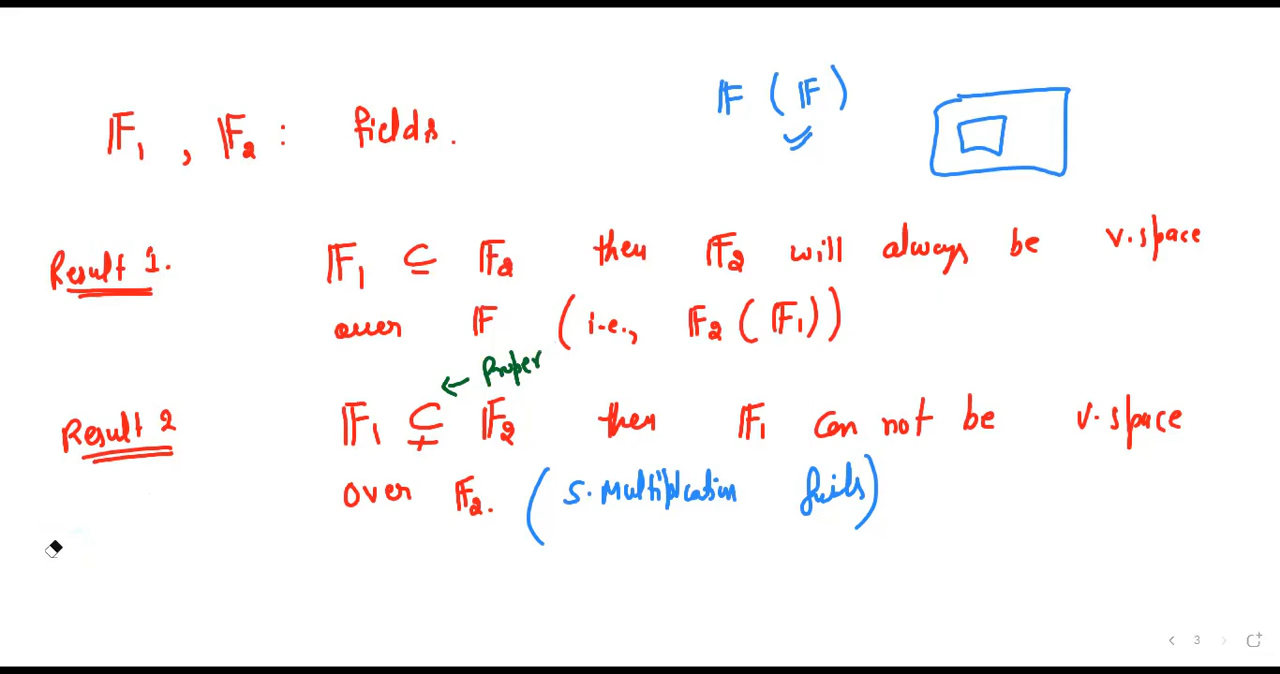 𝔽 ( 𝔽 )
𝔽₁ , 𝔽₂ : fields.
Result 1. 𝔽₁ ⊆ 𝔽₂ then 𝔽₂ will always be v.space
over 𝔽 ( i.e., 𝔽₂ ( 𝔽₁ ) )
← Proper
Result 2 𝔽₁ ⊊ 𝔽₂ then 𝔽₁ can not be v.space
over 𝔽₂. ( S. Multiplication fails )
3